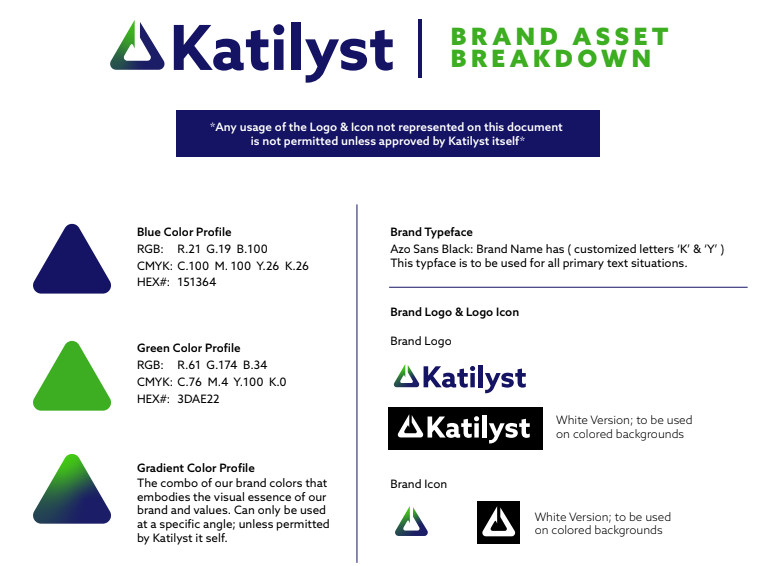 Katilyst
BRAND ASSET
BREAKDOWN
*Any usage of the Logo & Icon not represented on this document
is not permitted unless approved by Katilyst itself*
Blue Color Profile
RGB: R.21 G.19 B.100
CMYK: C.100 M. 100 Y.26 K.26
HEX#: 151364
Green Color Profile
RGB: R.61 G.174 B.34
CMYK: C.76 M.4 Y.100 K.0
HEX#: 3DAE22
Gradient Color Profile
The combo of our brand colors that
embodies the visual essence of our
brand and values. Can only be used
at a specific angle; unless permitted
by Katilyst it self.
Brand Typeface
Azo Sans Black: Brand Name has ( customized letters ‘K’ & ‘Y’ )
This typface is to be used for all primary text situations.
Brand Logo & Logo Icon
Brand Logo
Katilyst
Katilyst
White Version; to be used
on colored backgrounds
Brand Icon
White Version; to be used
on colored backgrounds